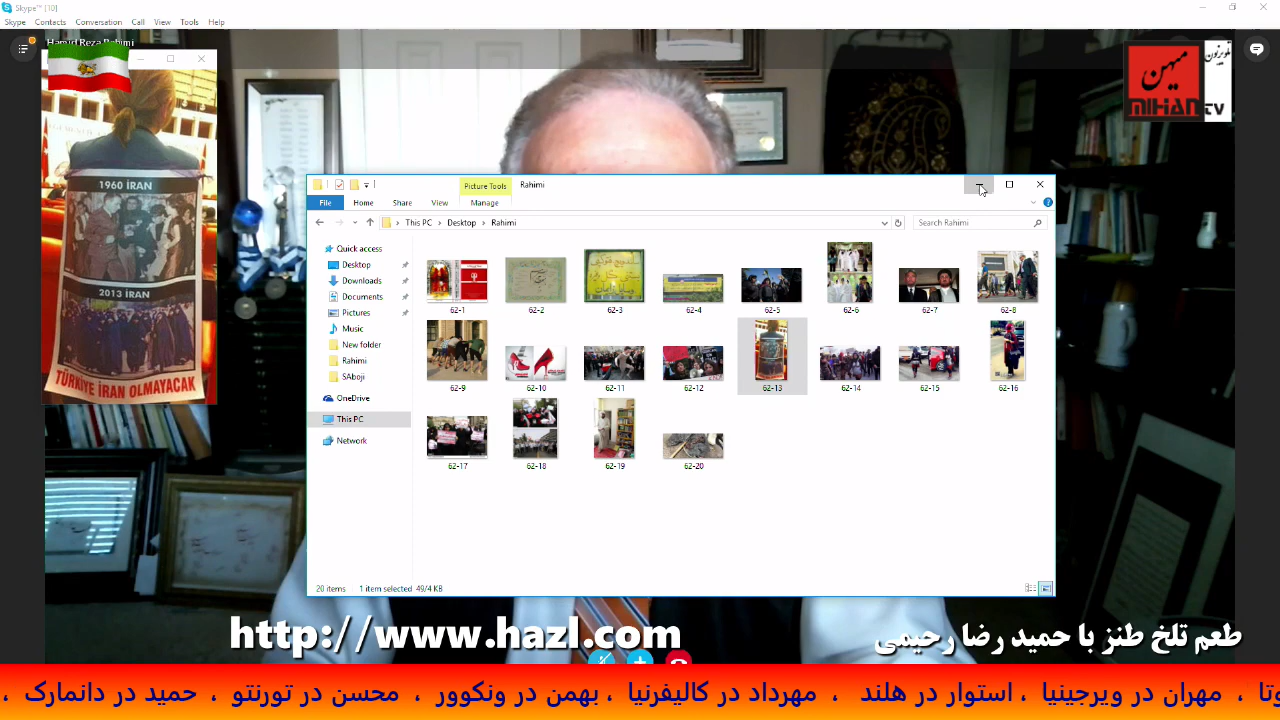 Skype™ [10]
Skype Contacts Conversation Call View Tools Help
Hamid Reza Rahimi
میهن
تلویزیون
MIHAN TV
1960 İRAN
2013 İRAN
TÜRKİYE İRAN OLMAYACAK
Picture Tools Rahimi
File Home Share View Manage
This PC Desktop Rahimi
Search Rahimi
Quick access
Desktop
Downloads
Documents
Pictures
Music
New folder
Rahimi
SAboji
OneDrive
This PC
Network
62-1 62-2 62-3 62-4 62-5 62-6 62-7 62-8
62-9 62-10 62-11 62-12 62-13 62-14 62-15 62-16
62-17 62-18 62-19 62-20
20 items 1 item selected 49/4 KB
http://www.hazl.com
طعم تلخ طنز با حمید رضا رحیمی
وتا ، مهران در ویرجینیا ، استوار در هلند ، مهرداد در کالیفرنیا ، بهمن در ونکوور ، محسن در تورنتو ، حمید در دانمارک ،